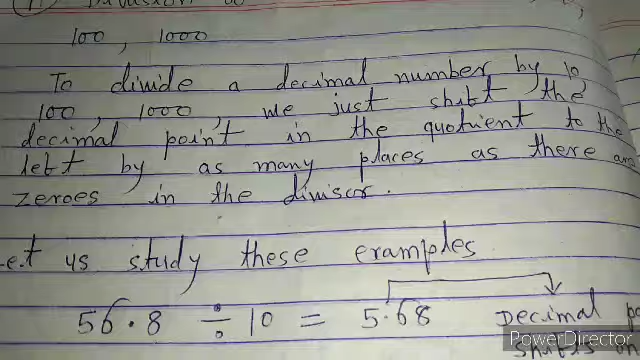 100 , 1000
To divide a decimal number by 10,
100 , 1000 , we just shift the
decimal point in the quotient to the
left by as many places as there are
zeroes in the diviscor.
Let us study these examples
56.8 ÷ 10 = 5.68 Decimal
PowerDirector
shifts on